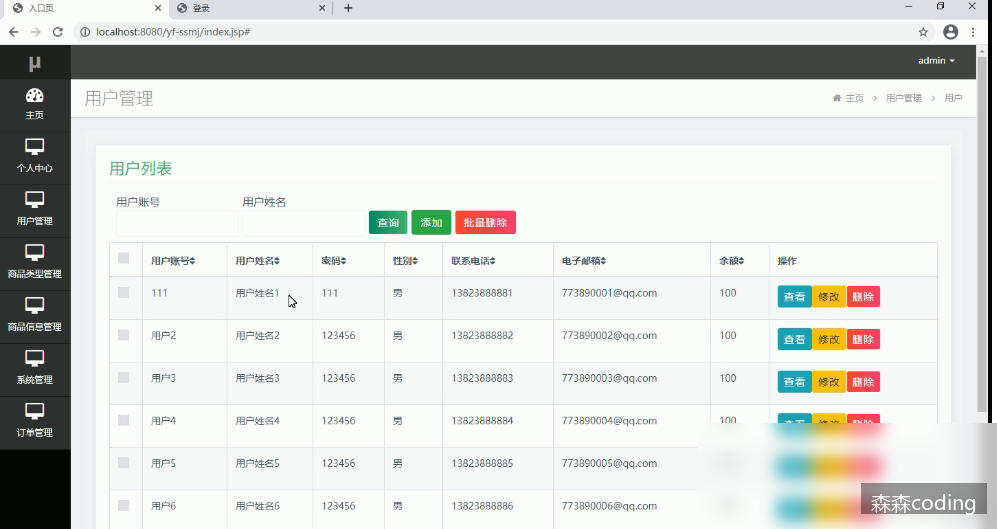 入口页
登录
localhost:8080/yf-ssmj/index.jsp#
µ
admin
主页
个人中心
用户管理
商品类型管理
商品信息管理
系统管理
订单管理
用户管理
主页 > 用户管理 > 用户
用户列表
用户账号 用户姓名
查询 添加 批量删除
用户账号 用户姓名 密码 性别 联系电话 电子邮箱 余额 操作
111 用户姓名1 111 男 13823888881 773890001@qq.com 100 查看 修改 删除
用户2 用户姓名2 123456 男 13823888882 773890002@qq.com 100 查看 修改 删除
用户3 用户姓名3 123456 男 13823888883 773890003@qq.com 100 查看 修改 删除
用户4 用户姓名4 123456 男 13823888884 773890004@qq.com 100
用户5 用户姓名5 123456 男 13823888885 773890005@qq.com
用户6 用户姓名6 123456 男 13823888886 773890006@qq.com
森森coding